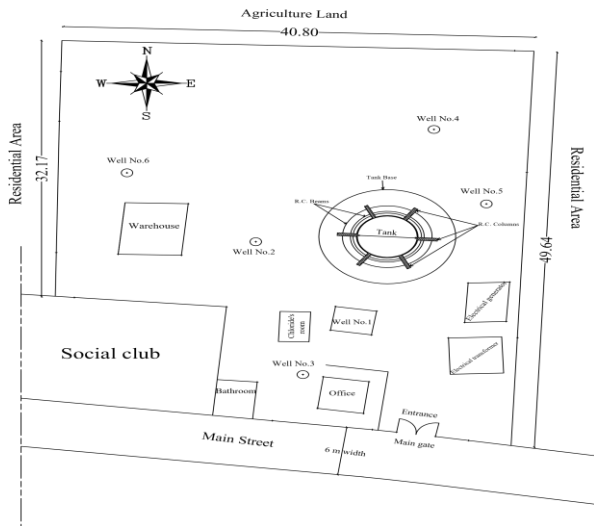 Agriculture Land
40.80
N
W
E
S
Well No.4
Residential Area
32.17
Well No.6
Residential Area
49.94
Tank Base
Well No.5
R.C. Beams
Warehouse
R.C. Columns
Tank
Well No.2
Electrical generator
Chloride's
room
Well No.1
Social club
Electrical transformer
Well No.3
Bathroom
Office
Entrance
Main Street
Main gate
6 m width